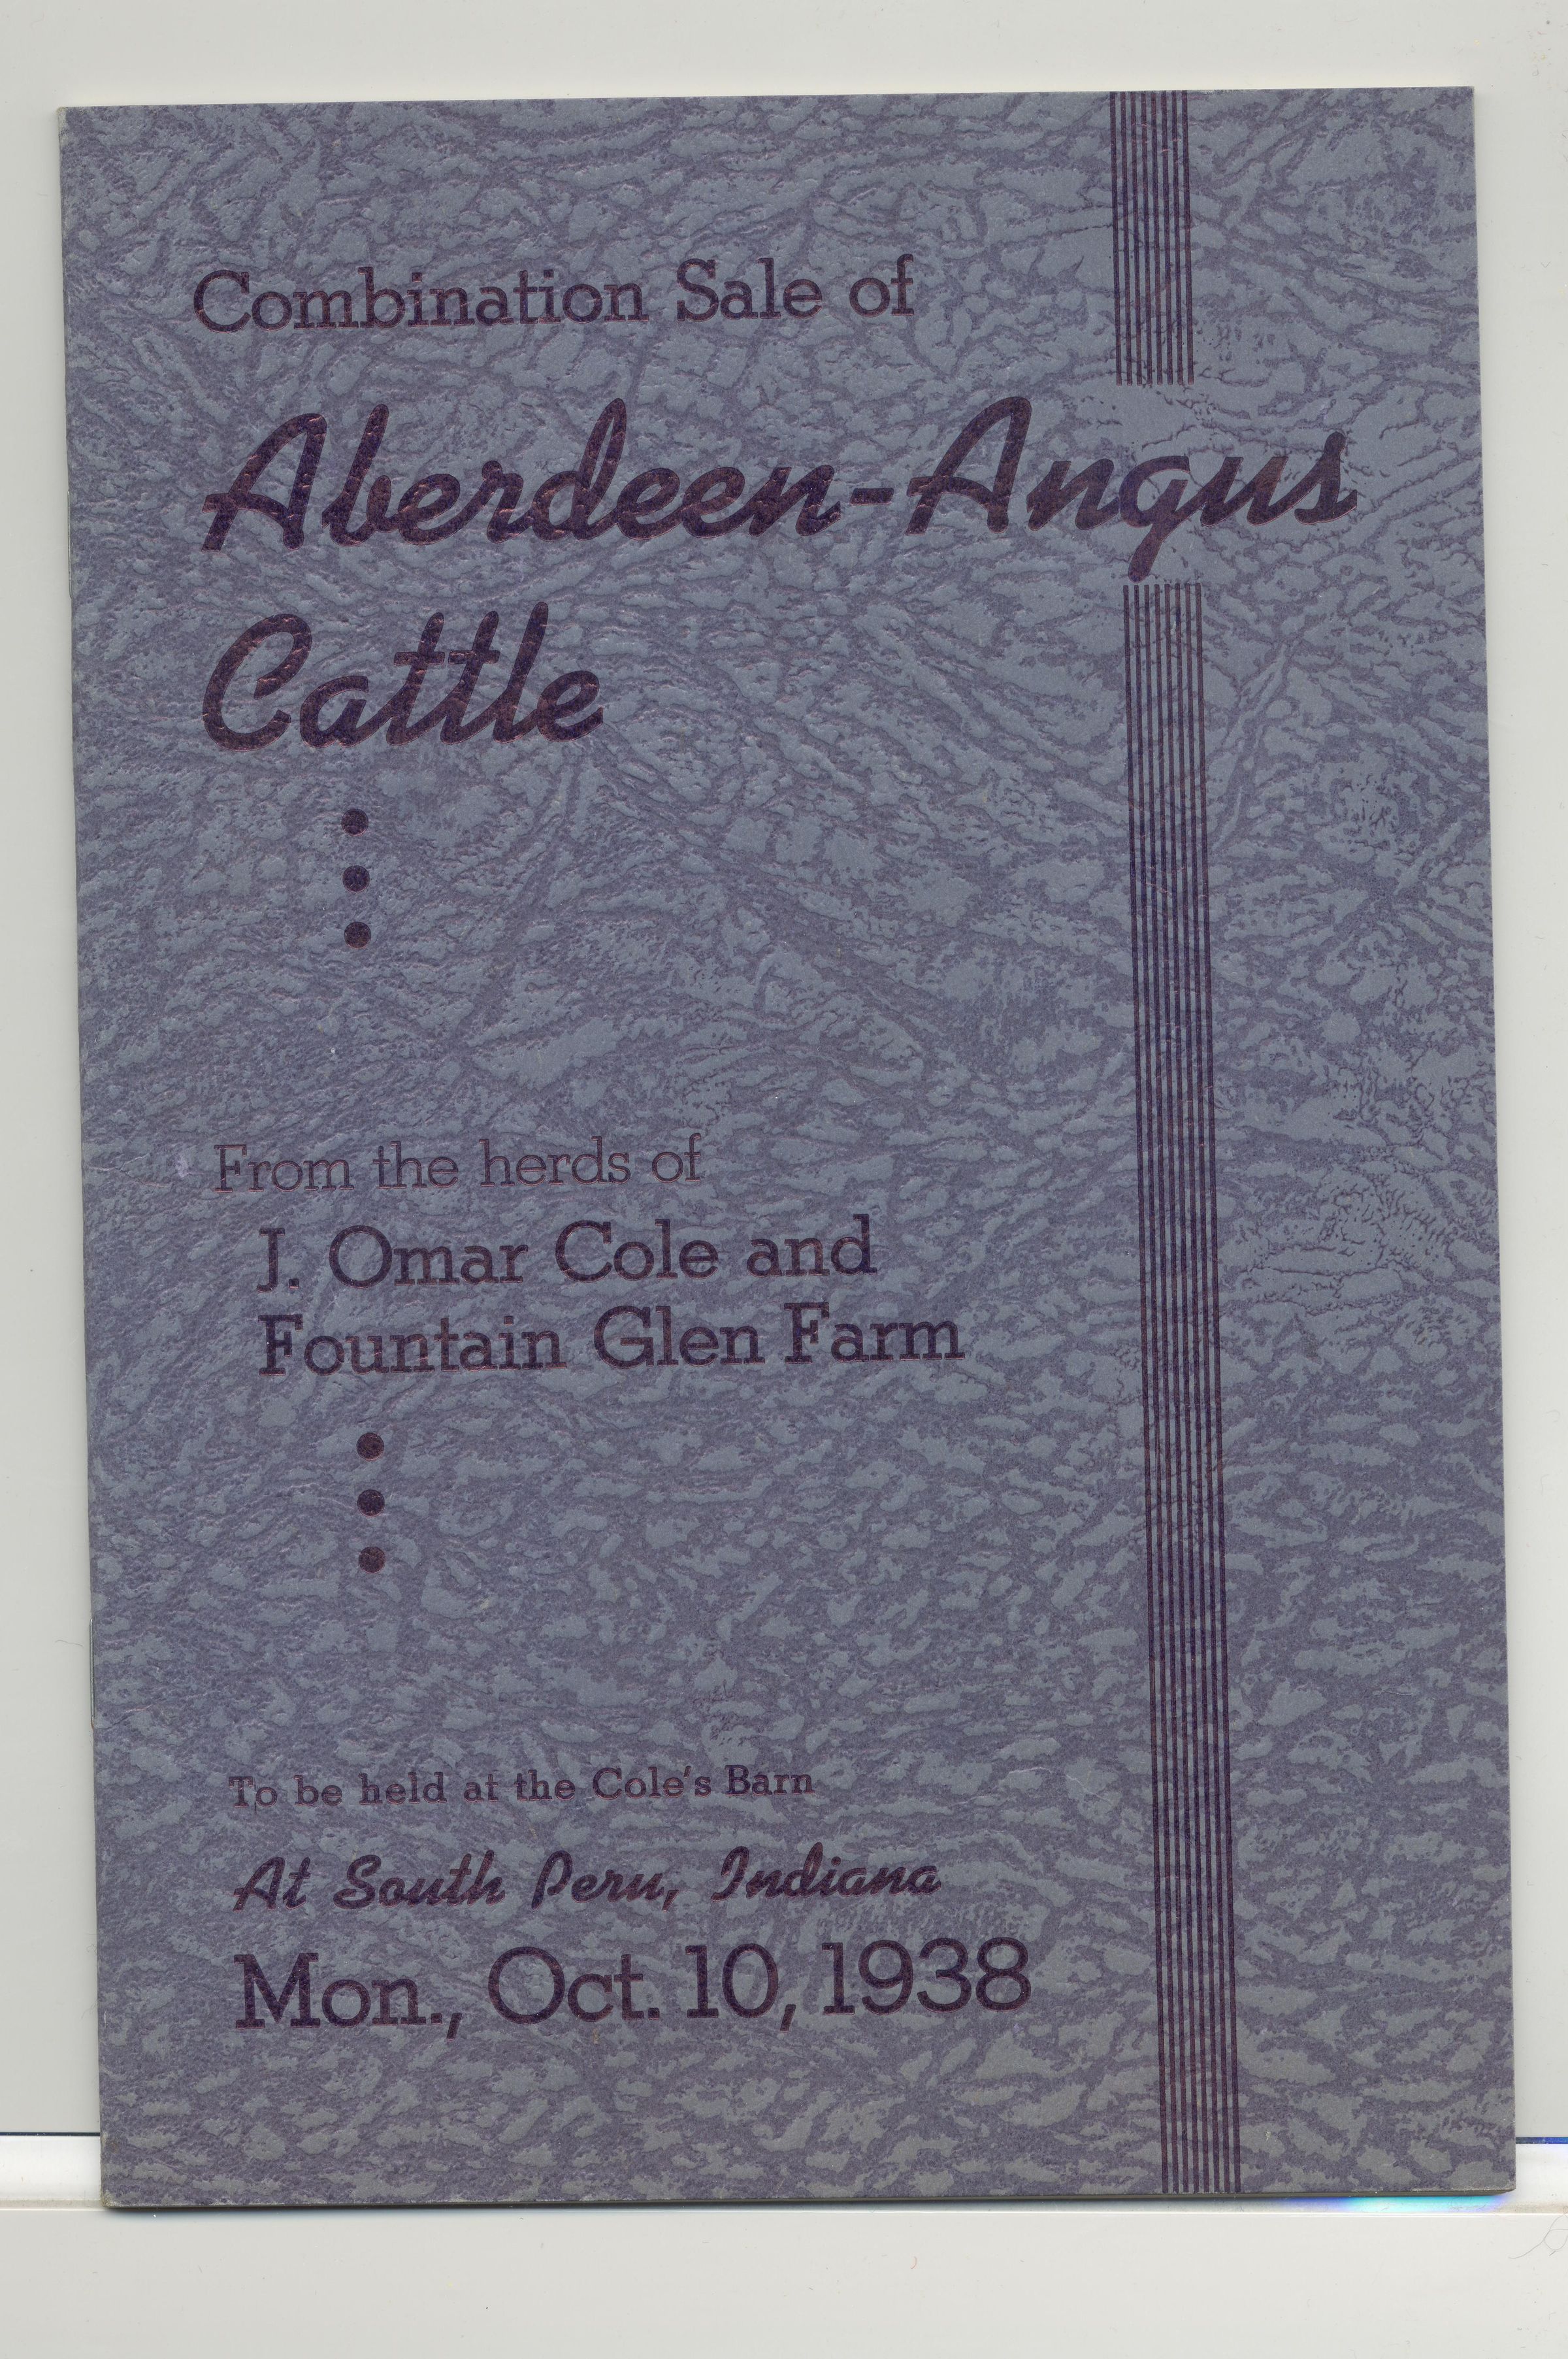 Combination Sale of
Aberdeen-Angus
Cattle
From the herds of
J. Omar Cole and
Fountain Glen Farm
To be held at the Cole's Barn
At South Peru, Indiana
Mon., Oct. 10, 1938